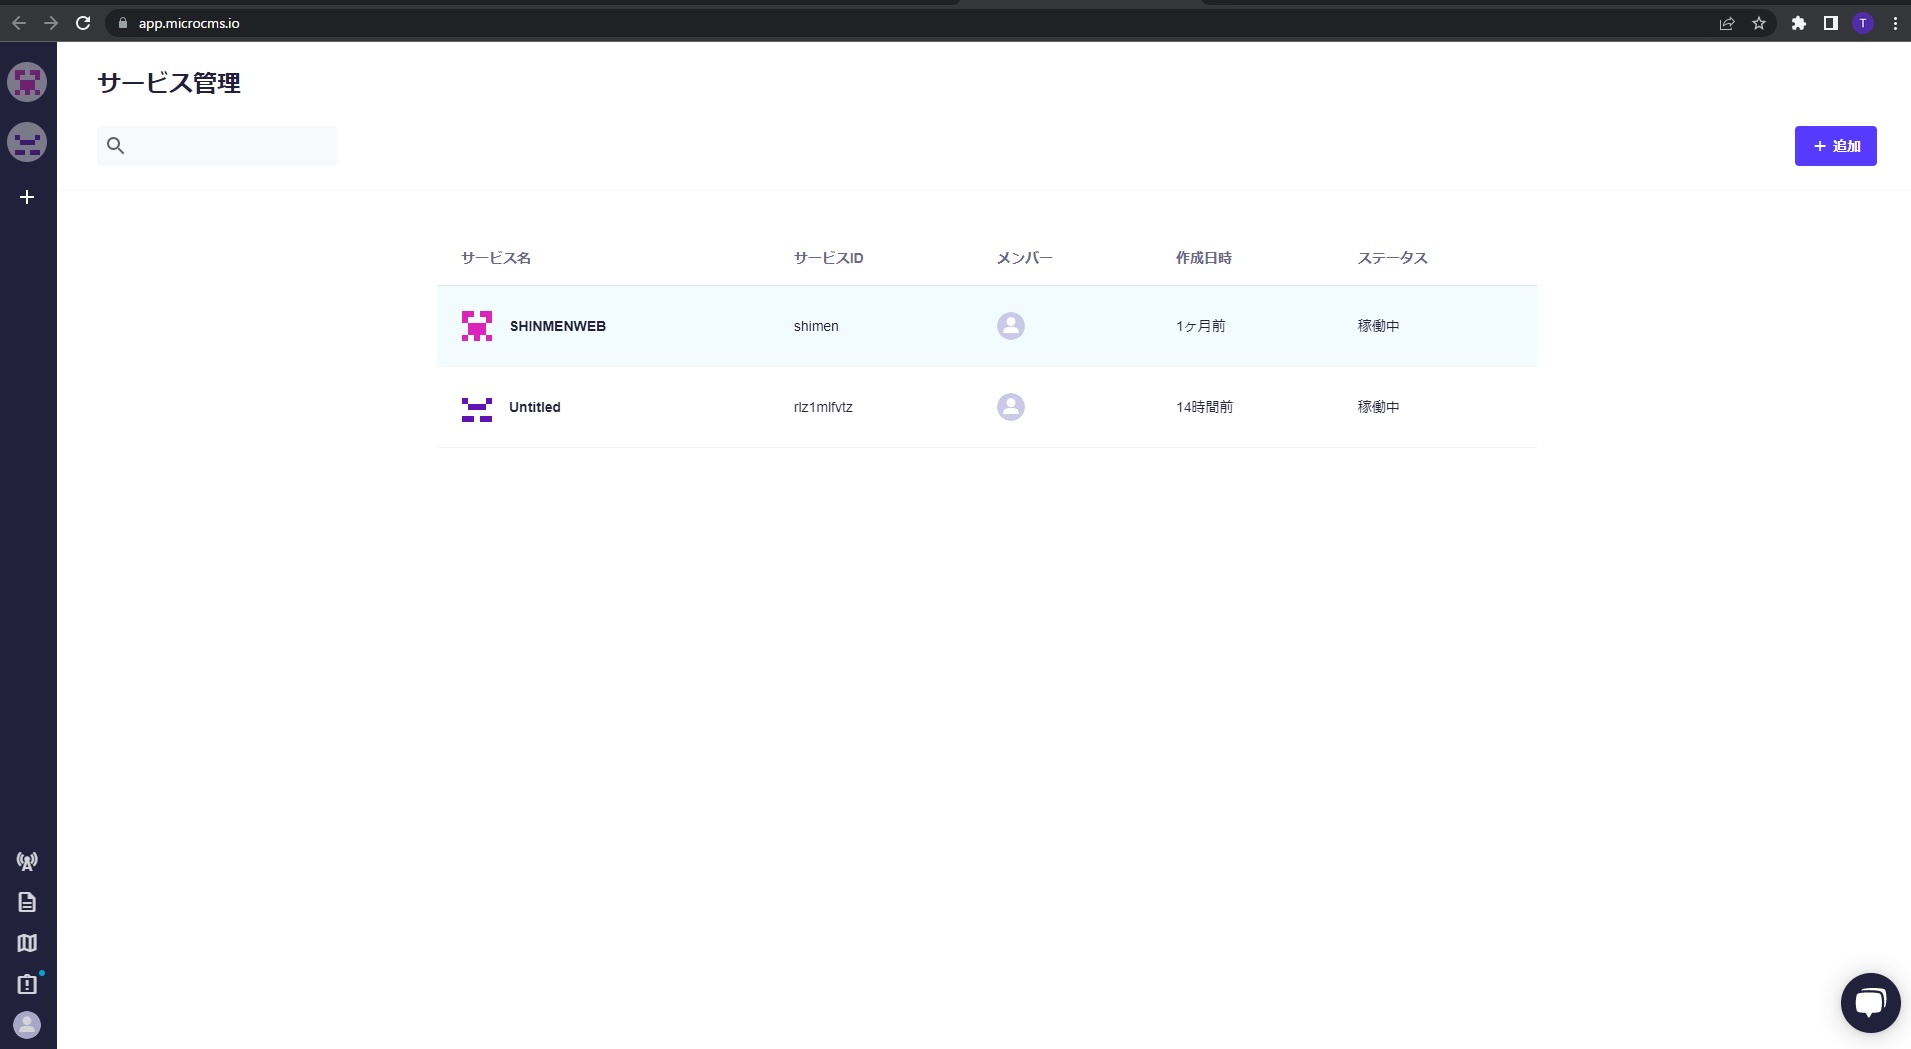 app.microcms.io
T
サービス管理
追加
サービス名 サービスID メンバー 作成日時 ステータス
SHINMENWEB shimen 1ヶ月前 稼働中
Untitled rlz1mlfvtz 14時間前 稼働中